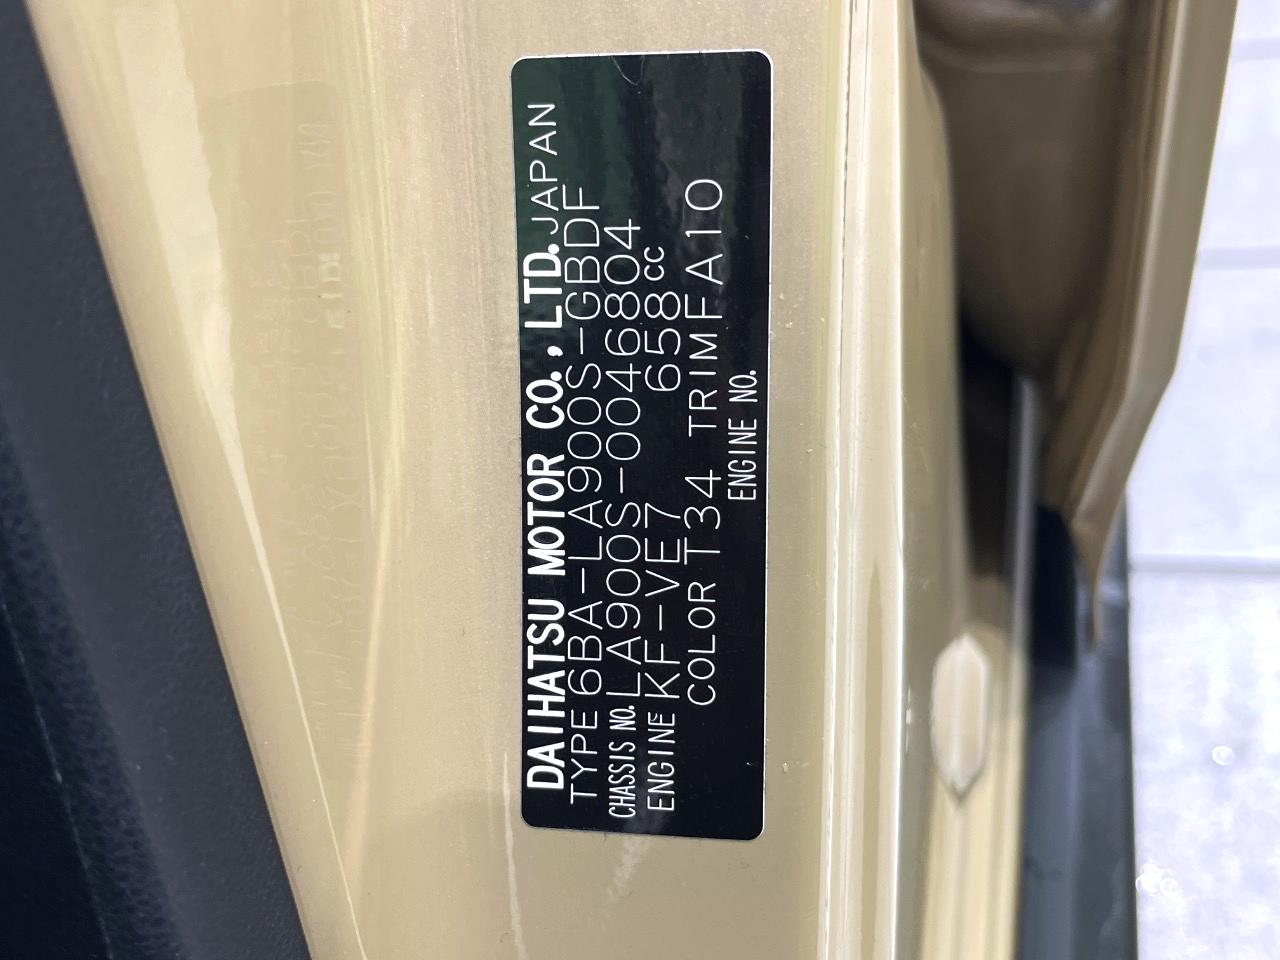 DAIHATSU MOTOR CO., LTD. JAPAN
TYPE 6BA-LA900S-GBDF
CHASSIS NO. LA900S-0046804
ENGINE KF-VE7 658cc
COLOR T34 TRIM FA10
ENGINE NO.